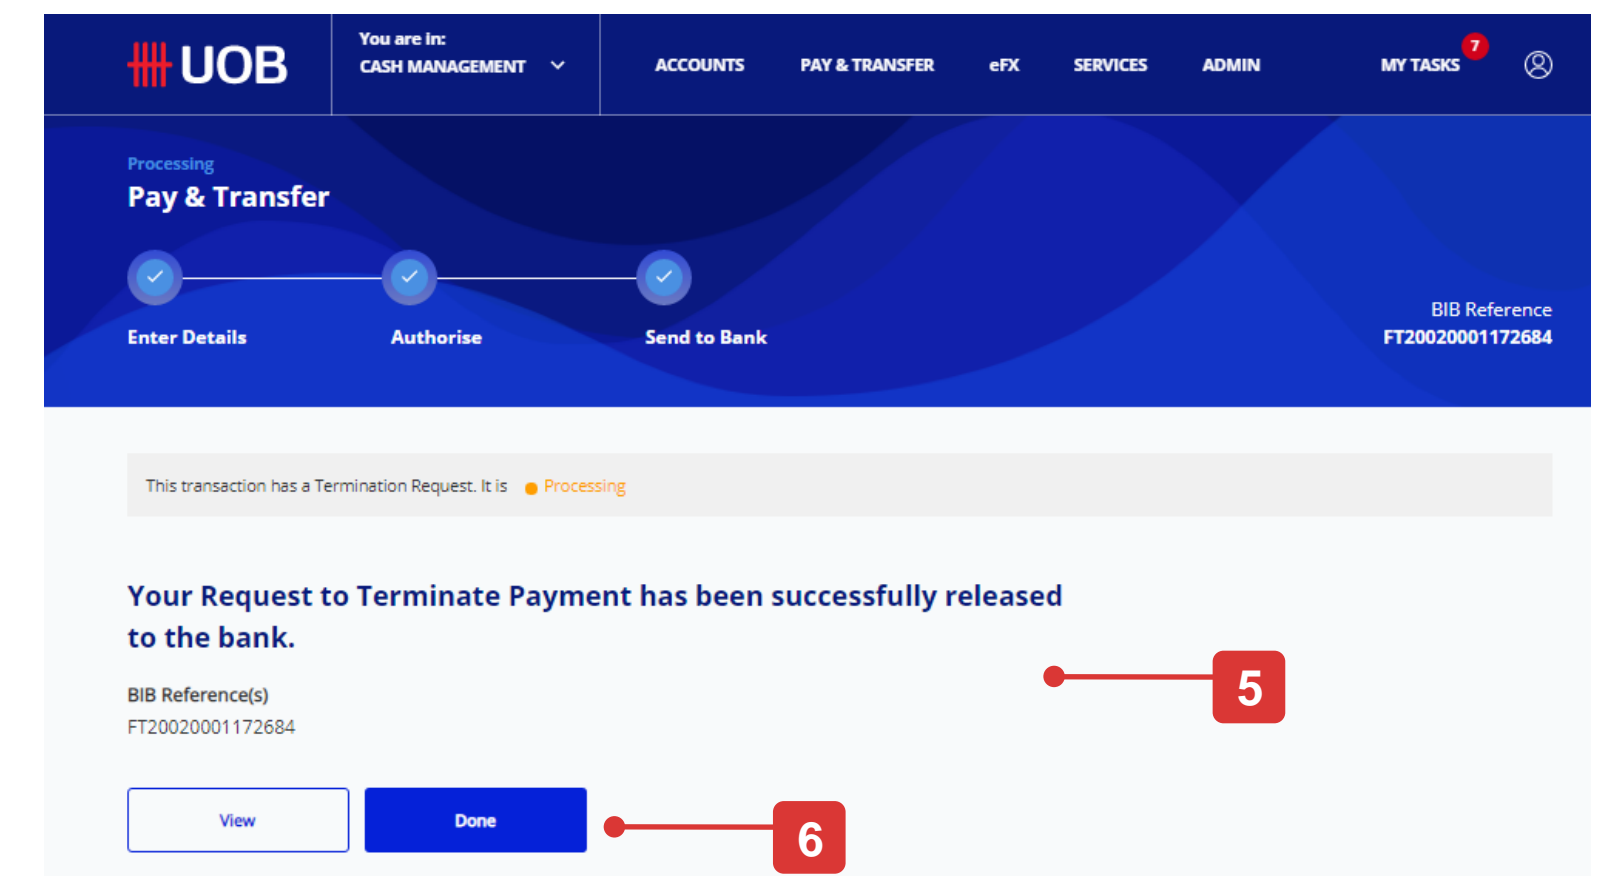 UOB
You are in:
CASH MANAGEMENT
ACCOUNTS
PAY & TRANSFER
eFX
SERVICES
ADMIN
MY TASKS
7
Processing
Pay & Transfer
Enter Details
Authorise
Send to Bank
BIB Reference
FT20020001172684
This transaction has a Termination Request. It is Processing
Your Request to Terminate Payment has been successfully released
to the bank.
5
BIB Reference(s)
FT20020001172684
View
Done
6